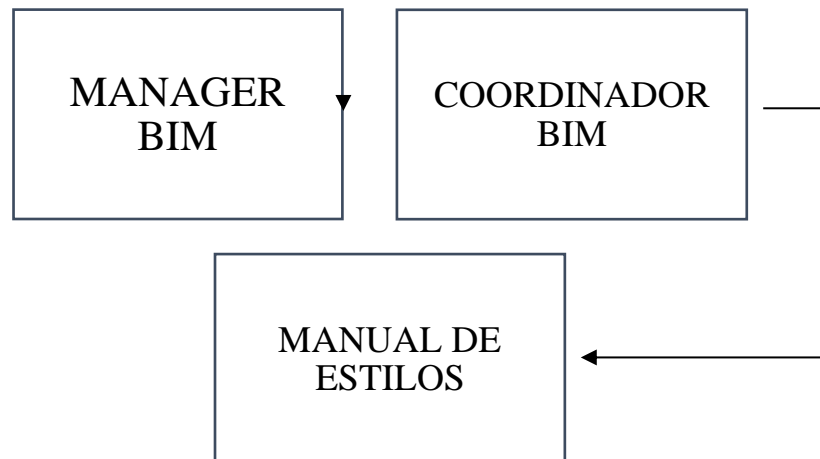 MANAGER
BIM
COORDINADOR
BIM
MANUAL DE
ESTILOS